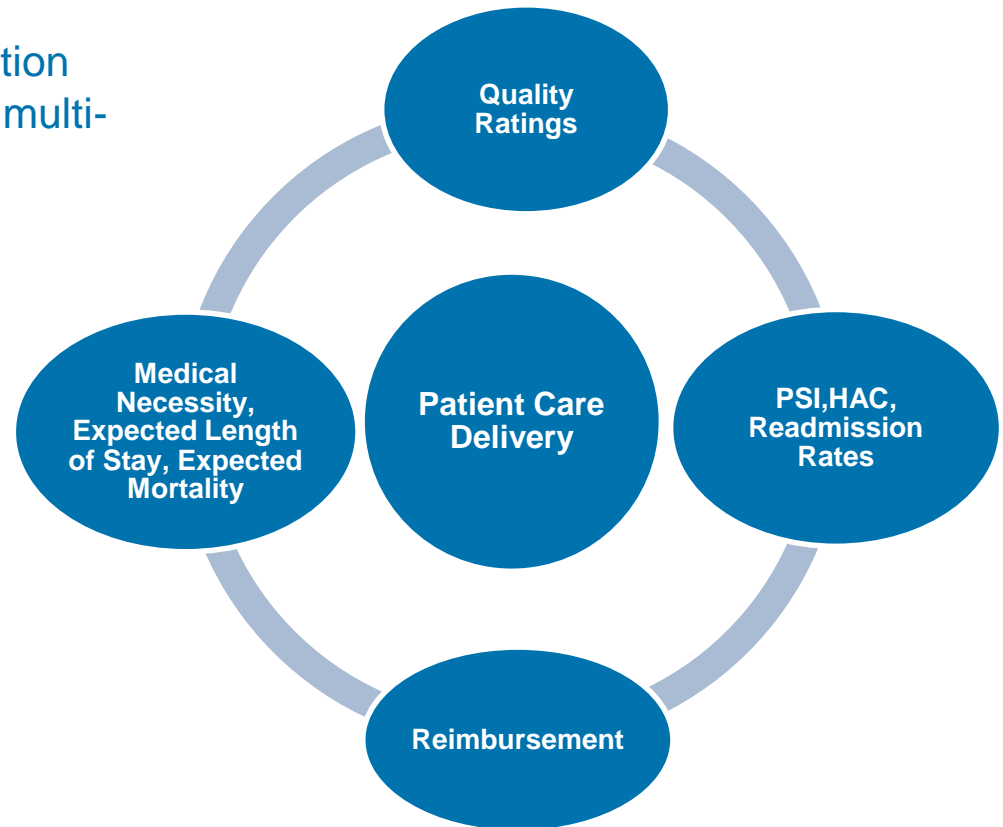 tion
multi-
Quality
Ratings
Medical
Necessity,
Expected Length
of Stay, Expected
Mortality
Patient Care
Delivery
PSI,HAC,
Readmission
Rates
Reimbursement